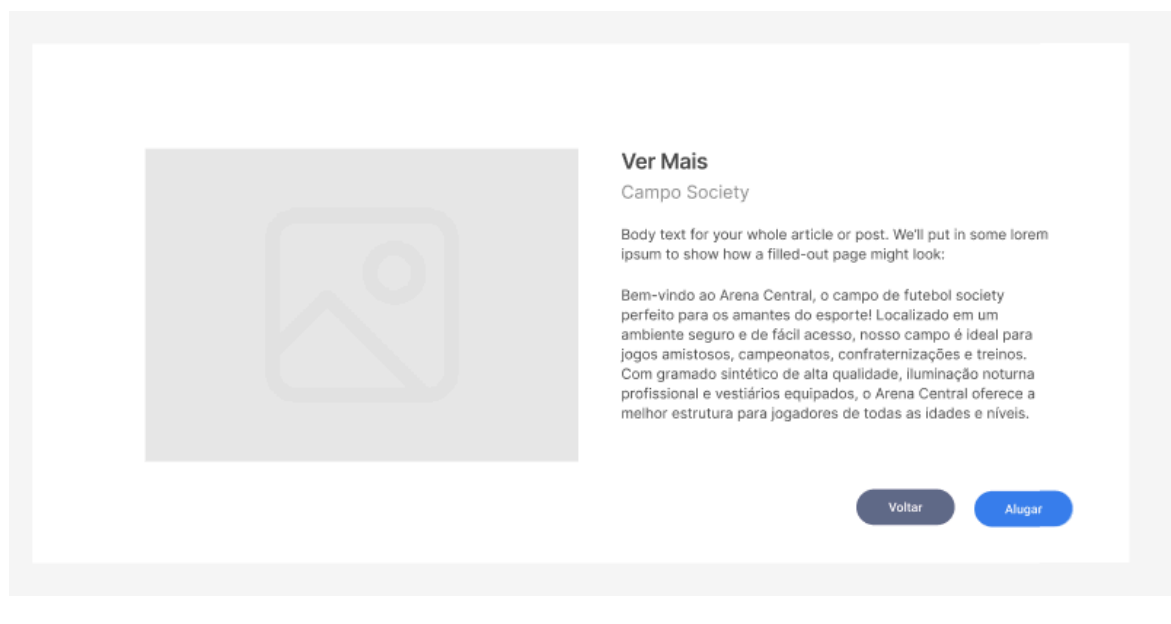 Ver Mais
Campo Society
Body text for your whole article or post. We'll put in some lorem
ipsum to show how a filled-out page might look:
Bem-vindo ao Arena Central, o campo de futebol society
perfeito para os amantes do esporte! Localizado em um
ambiente seguro e de fácil acesso, nosso campo é ideal para
jogos amistosos, campeonatos, confraternizações e treinos.
Com gramado sintético de alta qualidade, iluminação noturna
profissional e vestiários equipados, o Arena Central oferece a
melhor estrutura para jogadores de todas as idades e níveis.
Voltar
Alugar